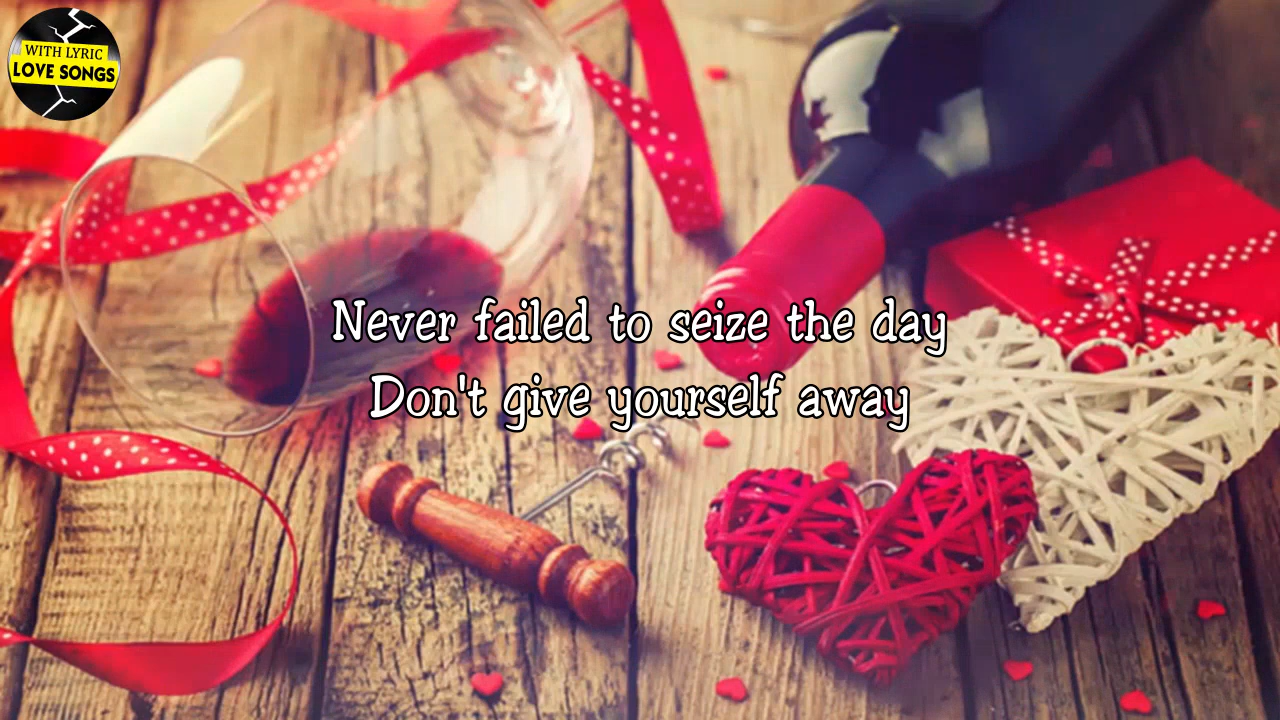 WITH LYRIC
LOVE SONGS
Never failed to seize the day
Don't give yourself away